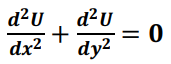 d²U/dx² + d²U/dy² = 0